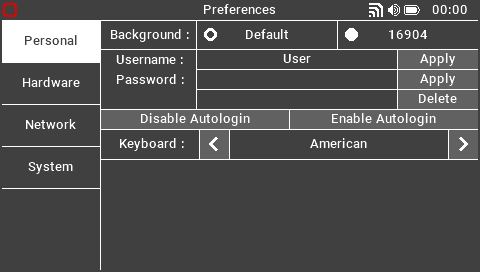 Preferences 00:00
Personal
Hardware
Network
System
Background : Default 16904
Username : User Apply
Password : Apply
Delete
Disable Autologin Enable Autologin
Keyboard : < American >